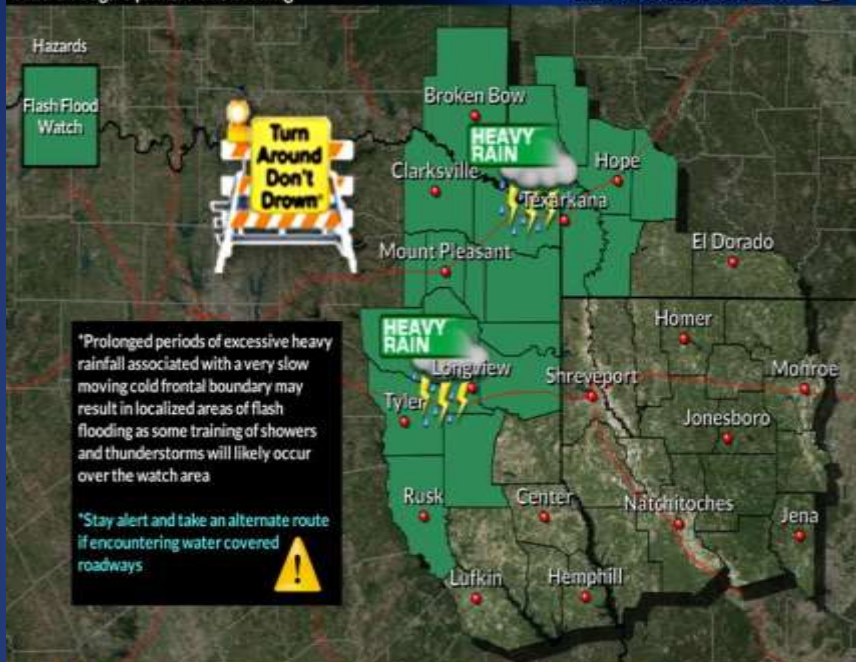 Hazards
Flash Flood
Watch
Turn
Around
Don't
Drown
Broken Bow
HEAVY
RAIN
Clarksville
Hope
Texarkana
Mount Pleasant
El Dorado
HEAVY
RAIN
Homer
Longview
Shreveport
Monroe
Tyler
Jonesboro
Rusk
Center
Natchitoches
Jena
Lufkin
Hemphill
*Prolonged periods of excessive heavy
rainfall associated with a very slow
moving cold frontal boundary may
result in localized areas of flash
flooding as some training of showers
and thunderstorms will likely occur
over the watch area
*Stay alert and take an alternate route
if encountering water covered
roadways